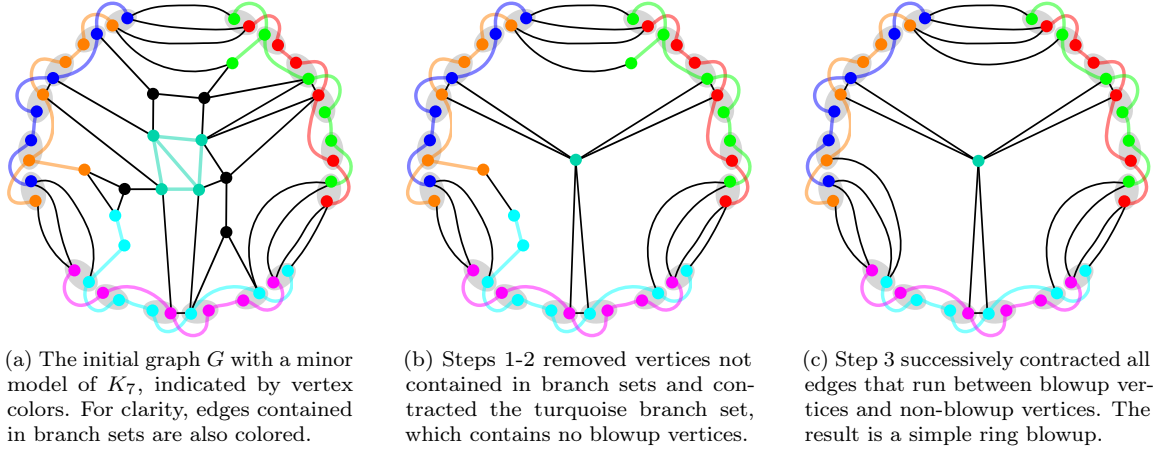 (a) The initial graph G with a minor
model of K₇, indicated by vertex
colors. For clarity, edges contained
in branch sets are also colored.
(b) Steps 1-2 removed vertices not
contained in branch sets and con-
tracted the turquoise branch set,
which contains no blowup vertices.
(c) Step 3 successively contracted all
edges that run between blowup ver-
tices and non-blowup vertices. The
result is a simple ring blowup.